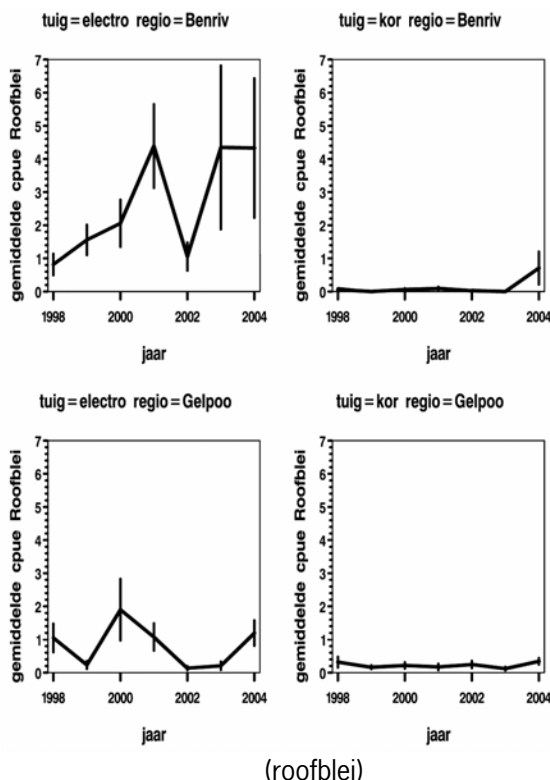 tuig=electro regio=Benriv
gemiddelde cpue Roofblei
7
6
5
4
3
2
1
0
1998 2000 2002 2004
jaar
tuig=kor regio=Benriv
gemiddelde cpue Roofblei
7
6
5
4
3
2
1
0
1998 2000 2002 2004
jaar
tuig=electro regio=Gelpoo
gemiddelde cpue Roofblei
7
6
5
4
3
2
1
0
1998 2000 2002 2004
jaar
tuig=kor regio=Gelpoo
gemiddelde cpue Roofblei
7
6
5
4
3
2
1
0
1998 2000 2002 2004
jaar
(roofblei)